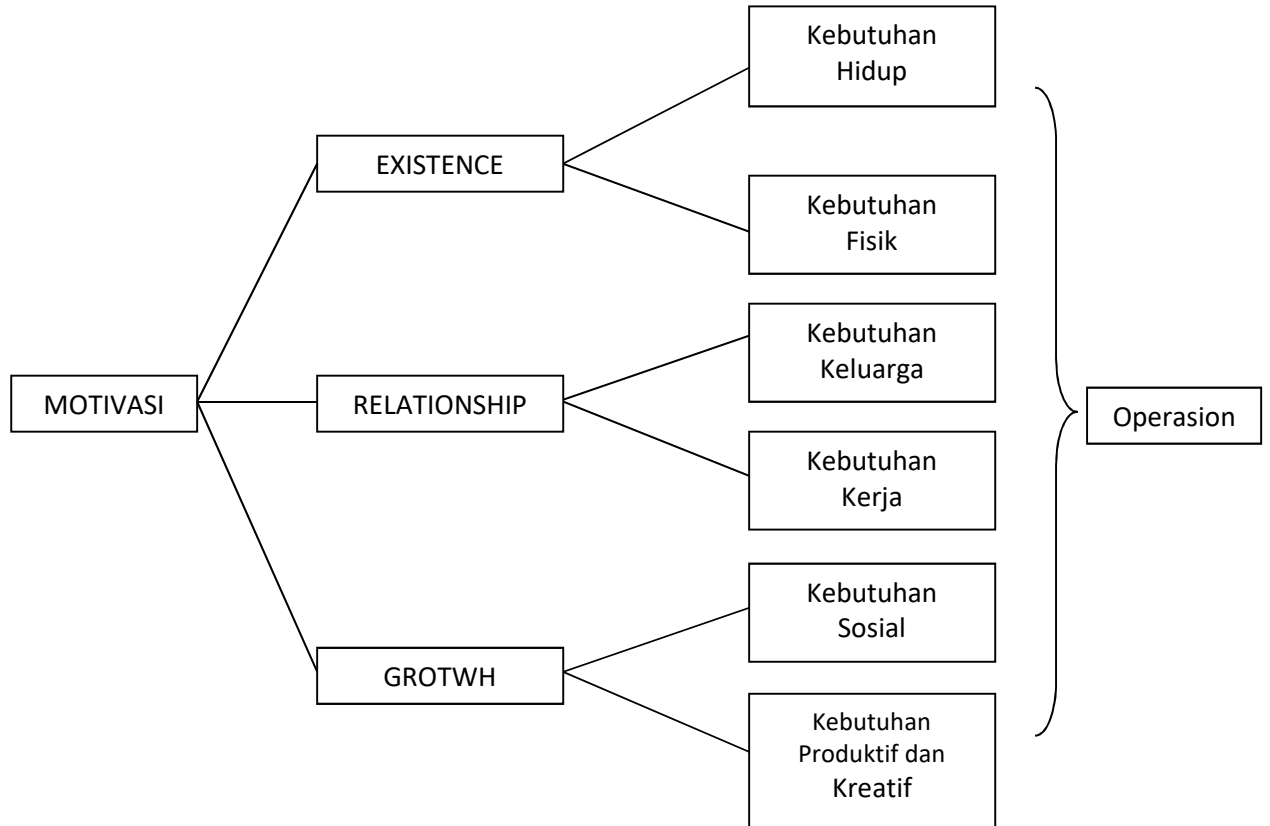 Kebutuhan
Hidup
EXISTENCE
Kebutuhan
Fisik
Kebutuhan
Keluarga
MOTIVASI
RELATIONSHIP
Operasion
Kebutuhan
Kerja
Kebutuhan
Sosial
GROTWH
Kebutuhan
Produktif dan
Kreatif